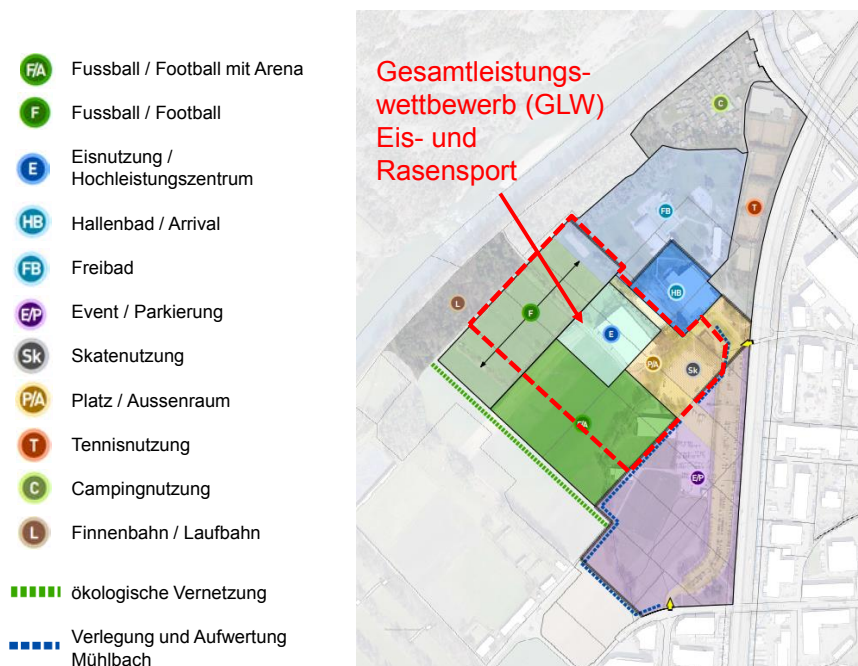 F/A Fussball / Football mit Arena
F Fussball / Football
E Eisnutzung /
Hochleistungszentrum
HB Hallenbad / Arrival
FB Freibad
E/P Event / Parkierung
Sk Skatenutzung
P/A Platz / Aussenraum
T Tennisnutzung
C Campingnutzung
L Finnenbahn / Laufbahn
ökologische Vernetzung
Verlegung und Aufwertung
Mühlbach
Gesamtleistungs-
wettbewerb (GLW)
Eis- und
Rasensport
C
FB
T
HB
L
F
E
P/A
Sk
F/A
E/P